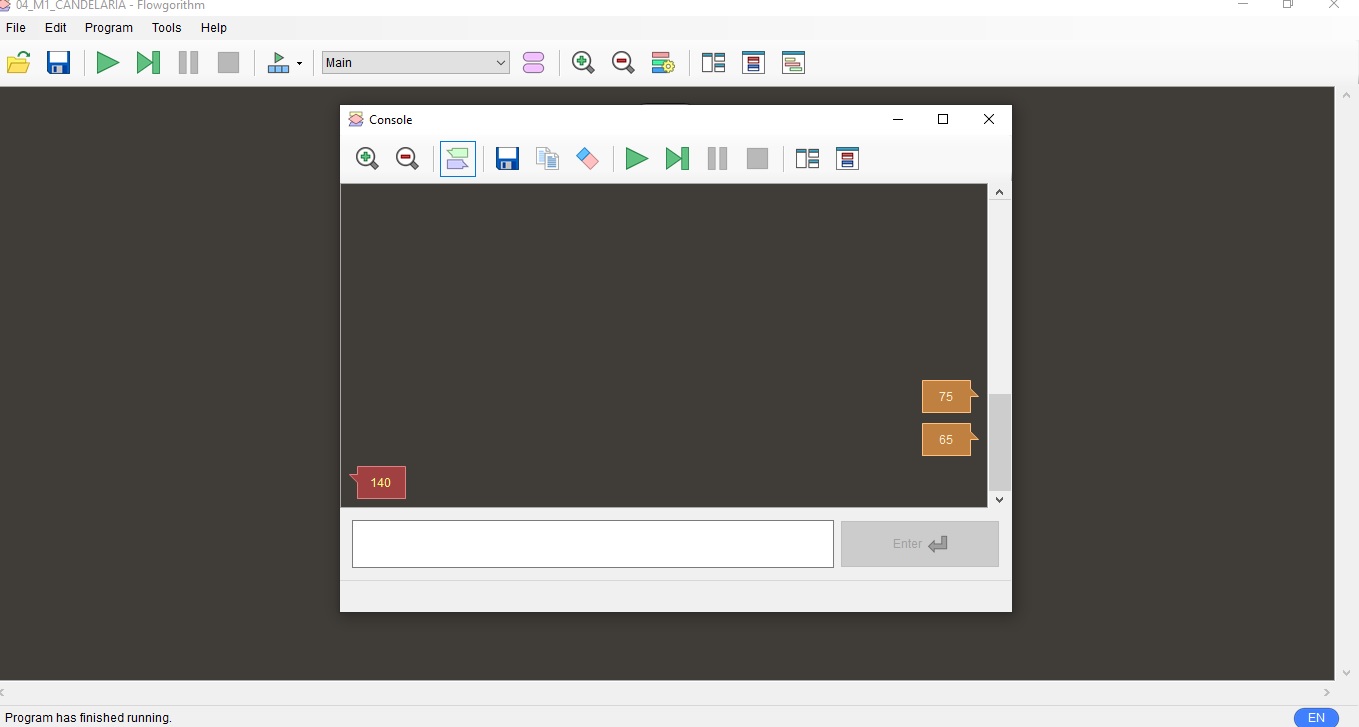 04_M1_CANDELARIA - Flowgorithm
File Edit Program Tools Help
Main
Console
75
65
140
Enter
Program has finished running.
EN